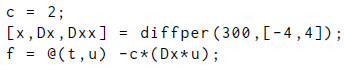 c = 2;
[x,Dx,Dxx] = diffper(300,[-4,4]);
f = @(t,u) -c*(Dx*u);